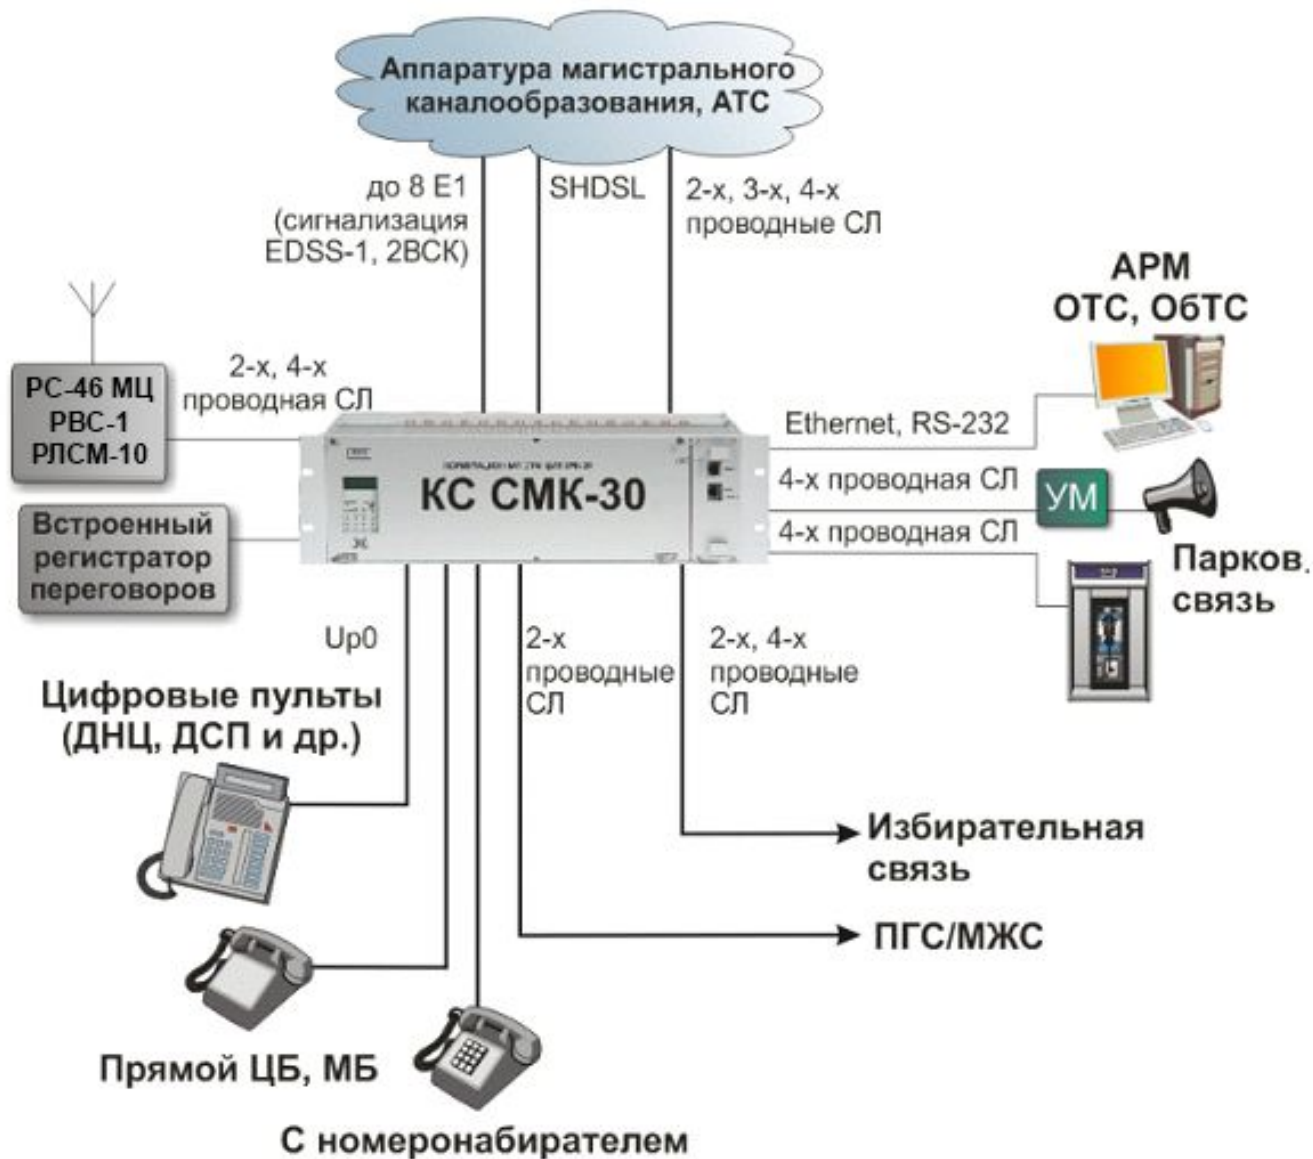 Аппаратура магистрального
каналообразования, АТС
до 8 Е1
(сигнализация
EDSS-1, 2ВСК)
SHDSL
2-х, 3-х, 4-х
проводные СЛ
АРМ
ОТС, ОбТС
РС-46 МЦ
РВС-1
РЛСМ-10
2-х, 4-х
проводная СЛ
Ethernet, RS-232
4-х проводная СЛ
КС СМК-30
УМ
4-х проводная СЛ
Встроенный
регистратор
переговоров
Парков.
связь
Up0
2-х
проводные
СЛ
2-х, 4-х
проводные
СЛ
Цифровые пульты
(ДНЦ, ДСП и др.)
Избирательная
связь
ПГС/МЖС
Прямой ЦБ, МБ
С номеронабирателем